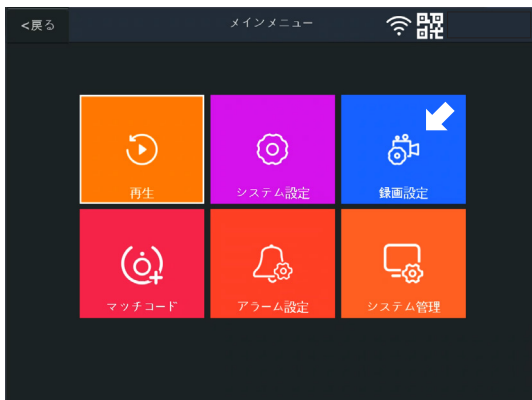 <戻る
メインメニュー
再生
システム設定
録画設定
マッチコード
アラーム設定
システム管理